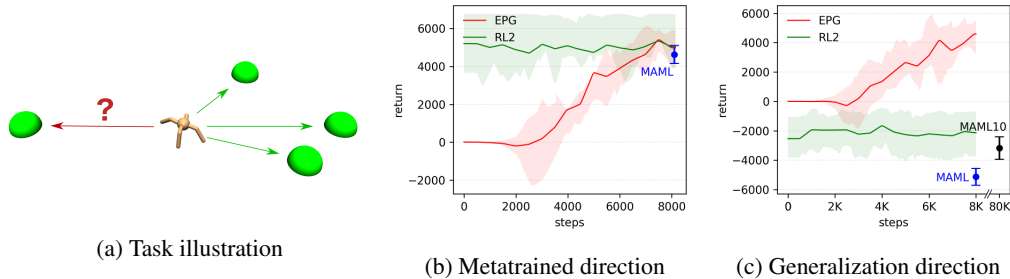 ?
(a) Task illustration
EPG
RL2
MAML
return
6000
4000
2000
0
−2000
0
2000
4000
6000
8000
steps
(b) Metatrained direction
EPG
RL2
MAML10
MAML
return
6000
4000
2000
0
−2000
−4000
−6000
0
2K
4K
6K
8K
80K
//
steps
(c) Generalization direction